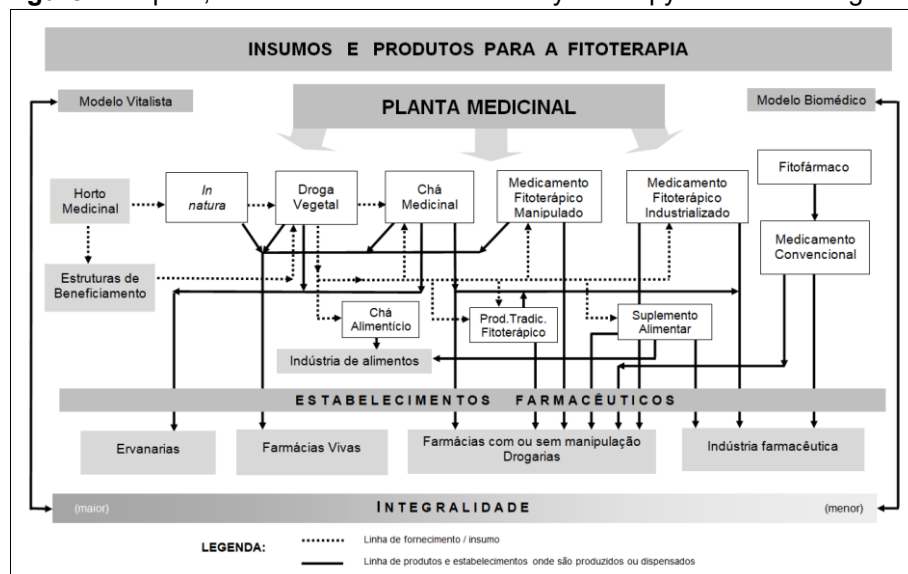 INSUMOS E PRODUTOS PARA A FITOTERAPIA
Modelo Vitalista
PLANTA MEDICINAL
Modelo Biomédico
Horto
Medicinal
In
natura
Droga
Vegetal
Chá
Medicinal
Medicamento
Fitoterápico
Manipulado
Medicamento
Fitoterápico
Industrializado
Fitofármaco
Medicamento
Convencional
Estruturas de
Beneficiamento
Chá
Alimentício
Prod.Tradic.
Fitoterápico
Suplemento
Alimentar
Indústria de alimentos
ESTABELECIMENTOS FARMACÊUTICOS
Ervanarias
Farmácias Vivas
Farmácias com ou sem manipulação
Drogarias
Indústria farmacêutica
(maior)
INTEGRALIDADE
(menor)
LEGENDA:
Linha de fornecimento / insumo
Linha de produtos e estabelecimentos onde são produzidos ou dispensados